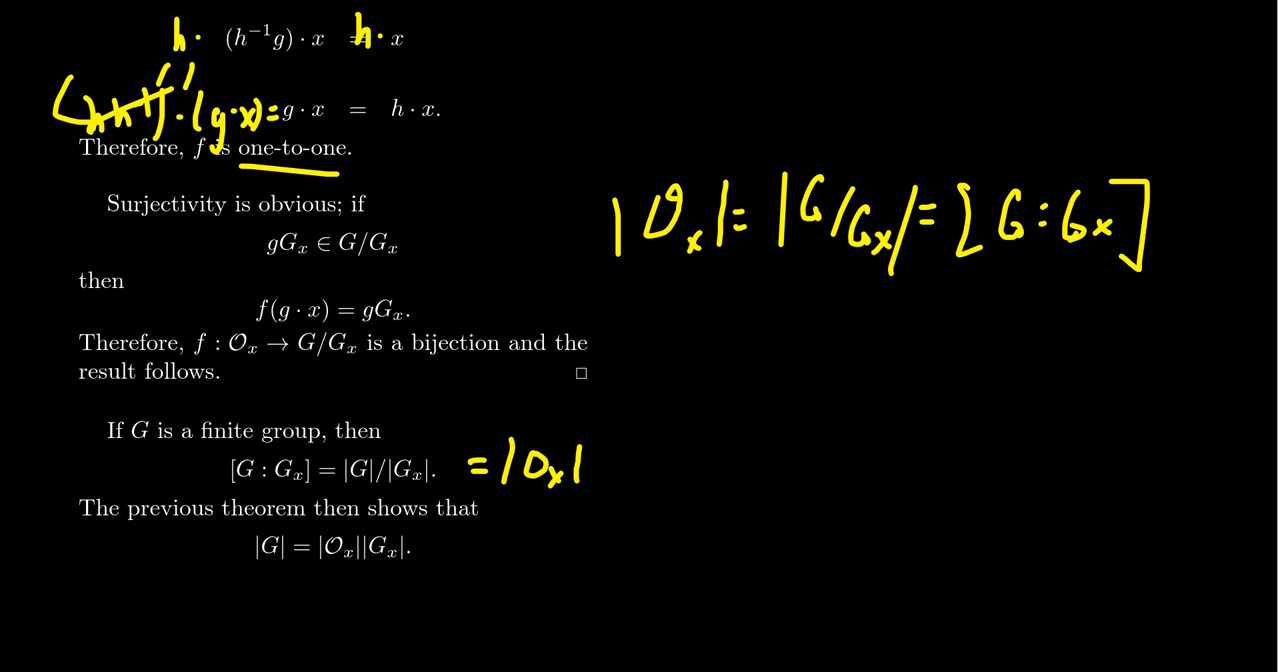 h · (h⁻¹g) · x = h · x
(hh⁻¹) · (g · x) = g · x = h · x.
Therefore, f is one-to-one.
Surjectivity is obvious; if
gGₓ ∈ G/Gₓ
then
f(g · x) = gGₓ.
Therefore, f : 𝒪ₓ → G/Gₓ is a bijection and the
result follows. □
|𝒪ₓ| = |G/Gₓ| = [G : Gₓ]
If G is a finite group, then
[G : Gₓ] = |G|/|Gₓ|. = |Oₓ|
The previous theorem then shows that
|G| = |𝒪ₓ||Gₓ|.